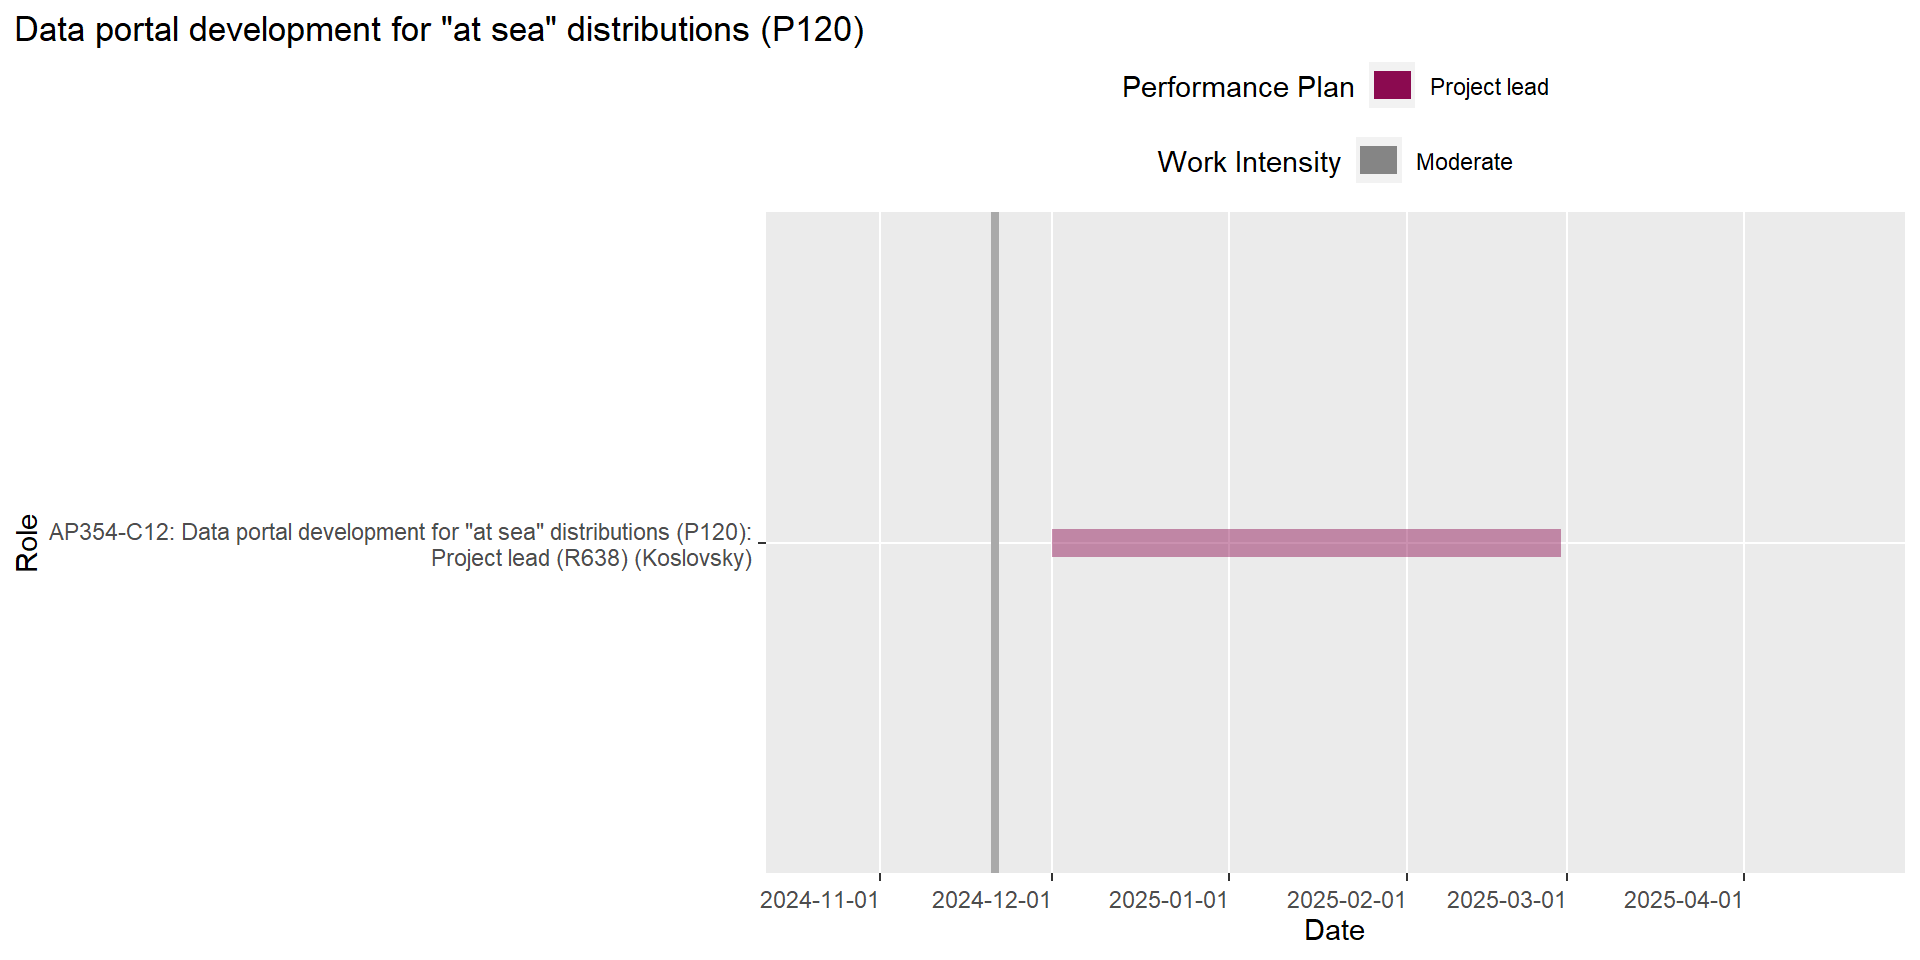 Data portal development for "at sea" distributions (P120)
Performance Plan Project lead
Work Intensity Moderate
Role
AP354-C12: Data portal development for "at sea" distributions (P120):
Project lead (R638) (Koslovsky)
2024-11-01 2024-12-01 2025-01-01 2025-02-01 2025-03-01 2025-04-01
Date